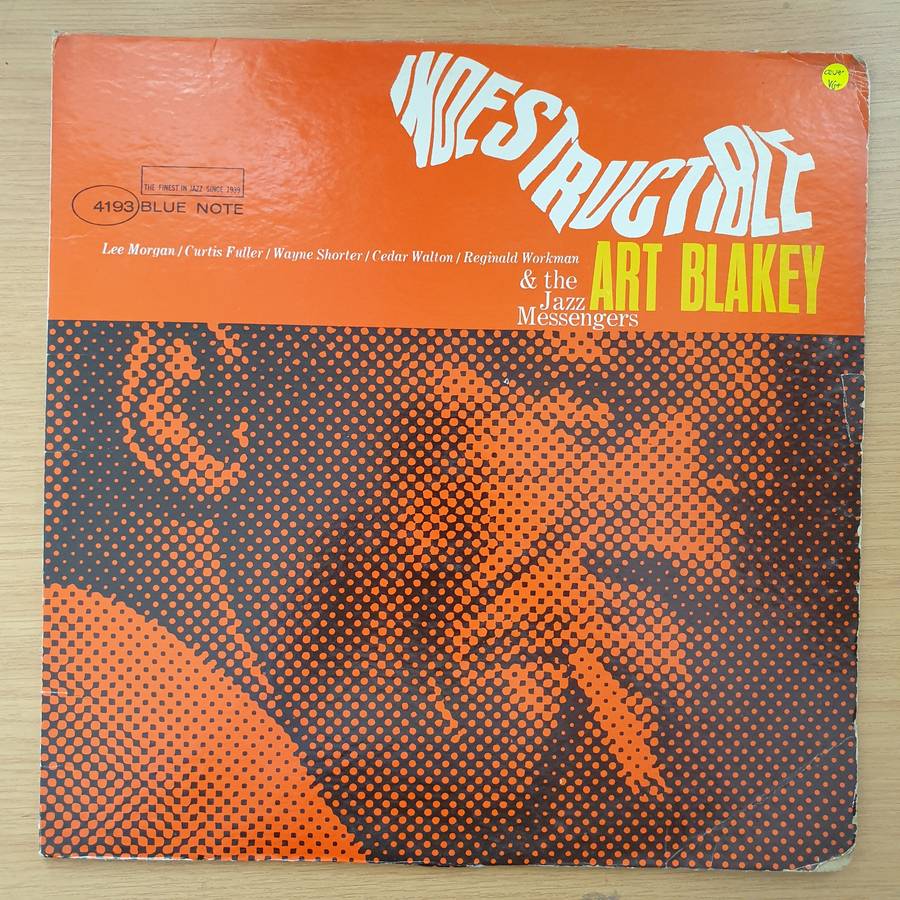 INDESTRUCTIBLE
THE FINEST IN JAZZ SINCE 1939
4193 BLUE NOTE
Lee Morgan / Curtis Fuller / Wayne Shorter / Cedar Walton / Reginald Workman
ART BLAKEY
& the
Jazz
Messengers